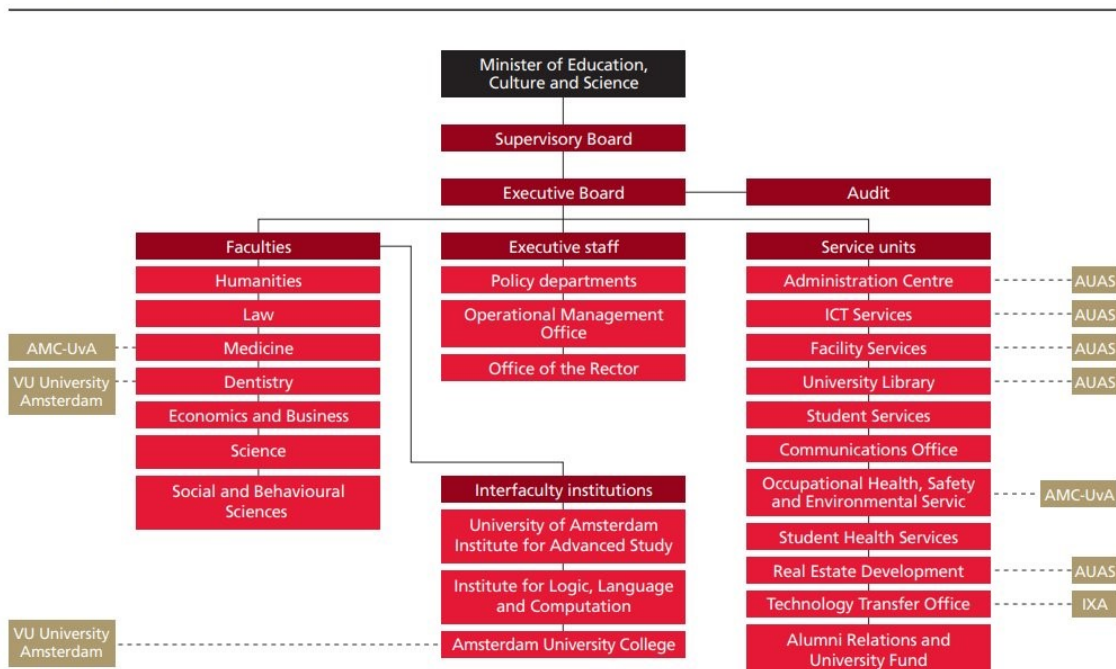 Minister of Education,
Culture and Science
Supervisory Board
Executive Board
Audit
Faculties
Humanities
Law
Medicine
Dentistry
Economics and Business
Science
Social and Behavioural
Sciences
AMC-UvA
VU University
Amsterdam
Executive staff
Policy departments
Operational Management
Office
Office of the Rector
Interfaculty institutions
University of Amsterdam
Institute for Advanced Study
Institute for Logic, Language
and Computation
Amsterdam University College
VU University
Amsterdam
Service units
Administration Centre
AUAS
ICT Services
AUAS
Facility Services
AUAS
University Library
AUAS
Student Services
Communications Office
Occupational Health, Safety
and Environmental Servic
AMC-UvA
Student Health Services
Real Estate Development
AUAS
Technology Transfer Office
IXA
Alumni Relations and
University Fund